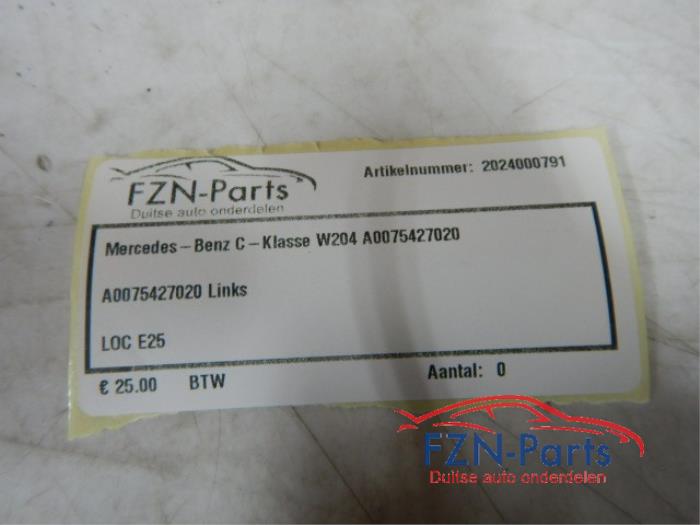 FZN-Parts
Duitse auto onderdelen
Artikelnummer: 2024000791
Mercedes-Benz C-Klasse W204 A0075427020
A0075427020 Links
LOC E25
€ 25.00 BTW Aantal: 0
FZN-Parts
Duitse auto onderdelen